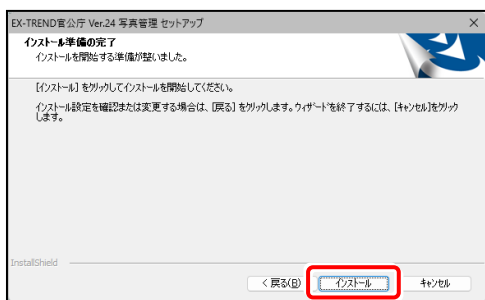 EX-TREND官公庁 Ver.24 写真管理 セットアップ
インストール準備の完了
インストールを開始する準備が整いました。
[インストール] をクリックしてインストールを開始してください。
インストール設定を確認または変更する場合は、[戻る] をクリックします。ウィザードを終了するには、[キャンセル]をクリック
します。
InstallShield
< 戻る(B)
インストール
キャンセル